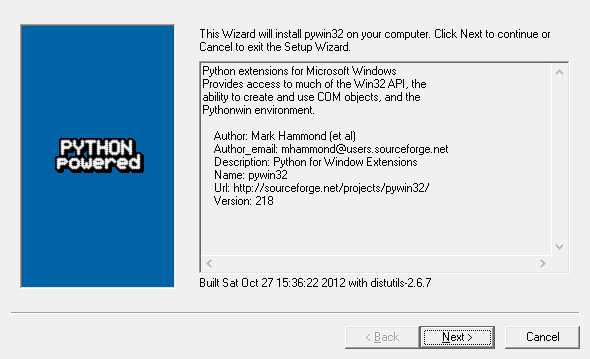 This Wizard will install pywin32 on your computer. Click Next to continue or
Cancel to exit the Setup Wizard.
Python extensions for Microsoft Windows
Provides access to much of the Win32 API, the
ability to create and use COM objects, and the
Pythonwin environment.
Author: Mark Hammond (et al)
Author_email: mhammond@users.sourceforge.net
Description: Python for Window Extensions
Name: pywin32
Url: http://sourceforge.net/projects/pywin32/
Version: 218
PYTHON
powered
Built Sat Oct 27 15:36:22 2012 with distutils-2.6.7
< Back
Next >
Cancel